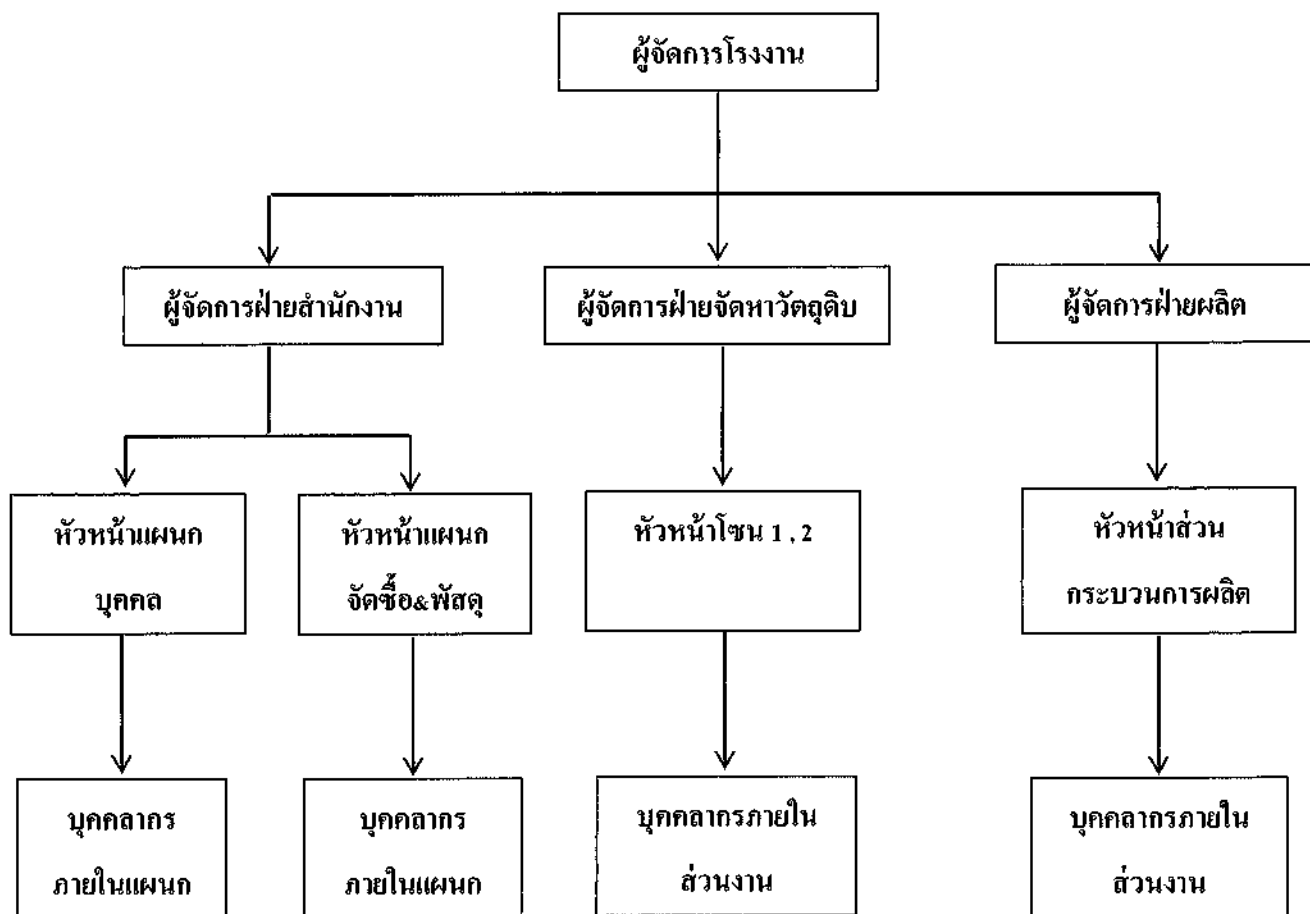 ผู้จัดการโรงงาน
ผู้จัดการฝ่ายสำนักงาน
ผู้จัดการฝ่ายจัดหาวัตถุดิบ
ผู้จัดการฝ่ายผลิต
หัวหน้าแผนก
บุคคล
หัวหน้าแผนก
จัดซื้อ&พัสดุ
หัวหน้าโซน 1 , 2
หัวหน้าส่วน
กระบวนการผลิต
บุคคลากร
ภายในแผนก
บุคคลากร
ภายในแผนก
บุคคลากรภายใน
ส่วนงาน
บุคคลากรภายใน
ส่วนงาน